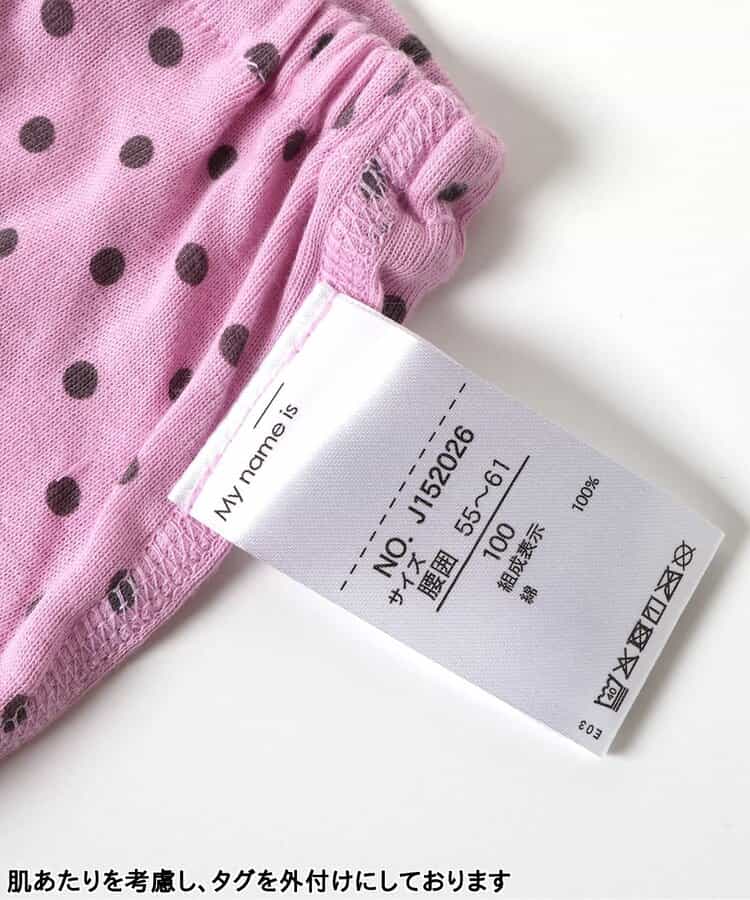 My name is
NO. J152026
サイズ
腰囲 55～61
100
組成表示
綿 100%
40
E03
肌あたりを考慮し、タグを外付けにしております